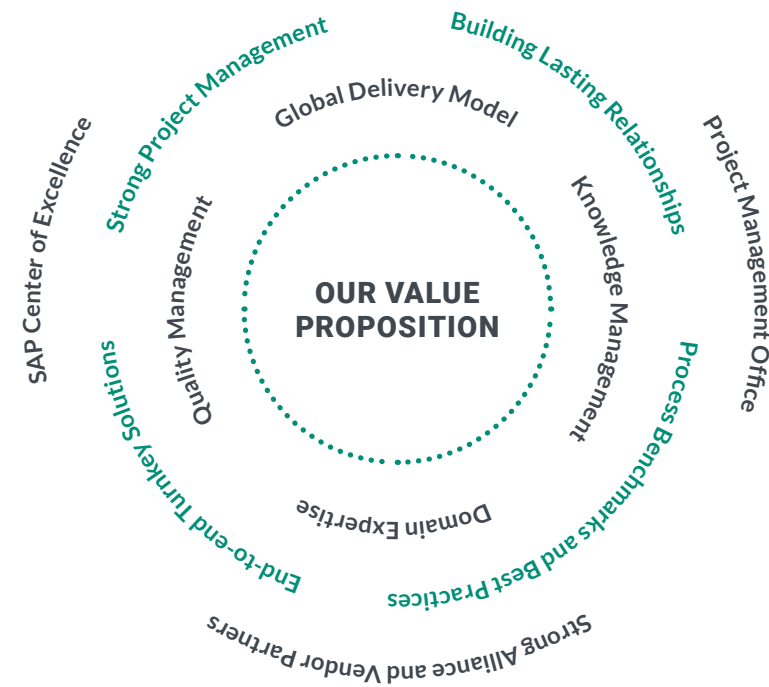 OUR VALUE
PROPOSITION
Global Delivery Model
Knowledge Management
Domain Expertise
Quality Management
Strong Project Management
Building Lasting Relationships
Process Benchmarks and Best Practices
End-to-end Turnkey Solutions
SAP Center of Excellence
Project Management Office
Strong Alliance and Vendor Partners